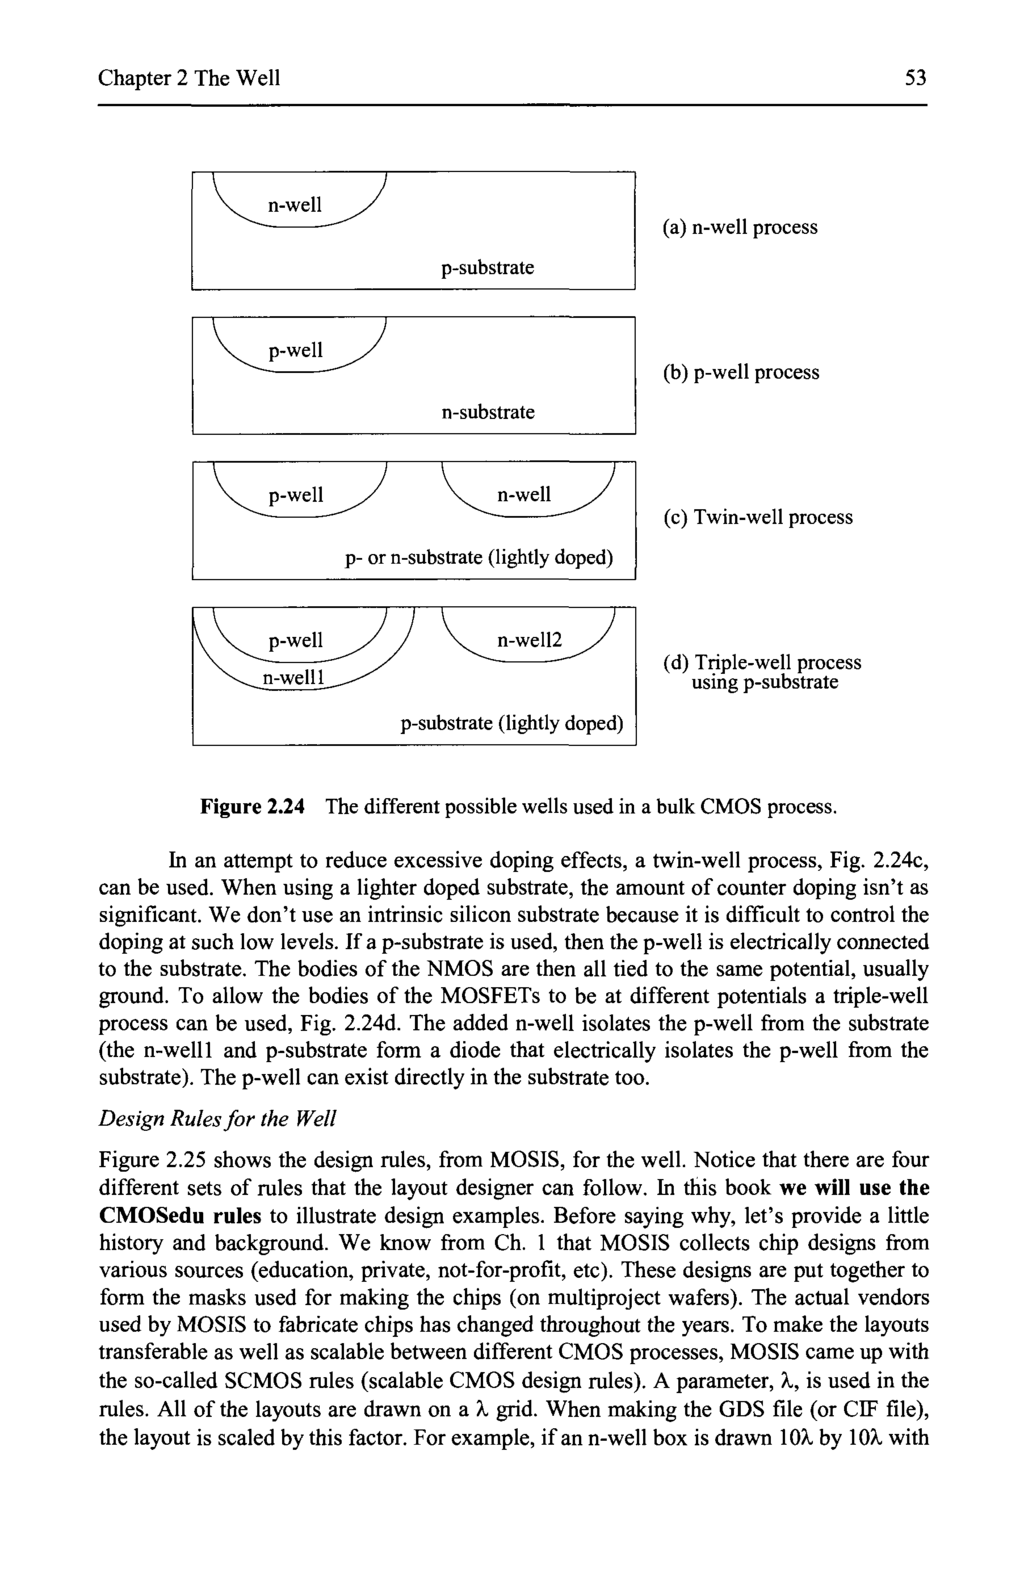 Chapter 2 The Well 53
n-well
(a) n-well process
p-substrate
p-well
(b) p-well process
n-substrate
p-well n-well
(c) Twin-well process
p- or n-substrate (lightly doped)
p-well n-well2
(d) Triple-well process
n-well1 using p-substrate
p-substrate (lightly doped)
Figure 2.24 The different possible wells used in a bulk CMOS process.
In an attempt to reduce excessive doping effects, a twin-well process, Fig. 2.24c,
can be used. When using a lighter doped substrate, the amount of counter doping isn't as
significant. We don't use an intrinsic silicon substrate because it is difficult to control the
doping at such low levels. If a p-substrate is used, then the p-well is electrically connected
to the substrate. The bodies of the NMOS are then all tied to the same potential, usually
ground. To allow the bodies of the MOSFETs to be at different potentials a triple-well
process can be used, Fig. 2.24d. The added n-well isolates the p-well from the substrate
(the n-well1 and p-substrate form a diode that electrically isolates the p-well from the
substrate). The p-well can exist directly in the substrate too.
Design Rules for the Well
Figure 2.25 shows the design rules, from MOSIS, for the well. Notice that there are four
different sets of rules that the layout designer can follow. In this book we will use the
CMOSedu rules to illustrate design examples. Before saying why, let's provide a little
history and background. We know from Ch. 1 that MOSIS collects chip designs from
various sources (education, private, not-for-profit, etc). These designs are put together to
form the masks used for making the chips (on multiproject wafers). The actual vendors
used by MOSIS to fabricate chips has changed throughout the years. To make the layouts
transferable as well as scalable between different CMOS processes, MOSIS came up with
the so-called SCMOS rules (scalable CMOS design rules). A parameter, λ, is used in the
rules. All of the layouts are drawn on a λ grid. When making the GDS file (or CIF file),
the layout is scaled by this factor. For example, if an n-well box is drawn 10λ by 10λ with